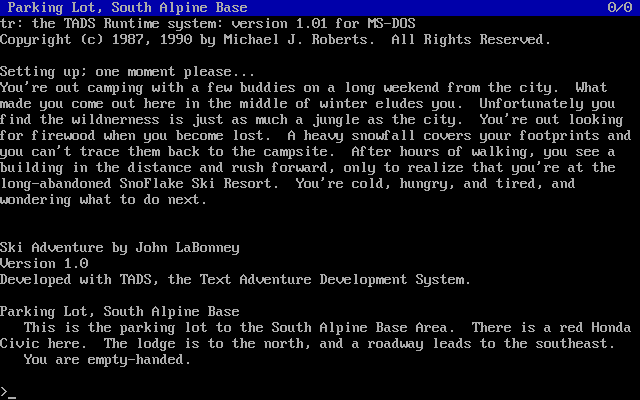 Parking Lot, South Alpine Base 0/0
tr: the TADS Runtime system: version 1.01 for MS-DOS
Copyright (c) 1987, 1990 by Michael J. Roberts.  All Rights Reserved.
Setting up; one moment please...
You're out camping with a few buddies on a long weekend from the city.  What
made you come out here in the middle of winter eludes you.  Unfortunately you
find the wildnerness is just as much a jungle as the city.  You're out looking
for firewood when you become lost.  A heavy snowfall covers your footprints and
you can't trace them back to the campsite.  After hours of walking, you see a
building in the distance and rush forward, only to realize that you're at the
long-abandoned SnoFlake Ski Resort.  You're cold, hungry, and tired, and
wondering what to do next.
Ski Adventure by John LaBonney
Version 1.0
Developed with TADS, the Text Adventure Development System.
Parking Lot, South Alpine Base
This is the parking lot to the South Alpine Base Area.  There is a red Honda
Civic here.  The lodge is to the north, and a roadway leads to the southeast.
You are empty-handed.
>_